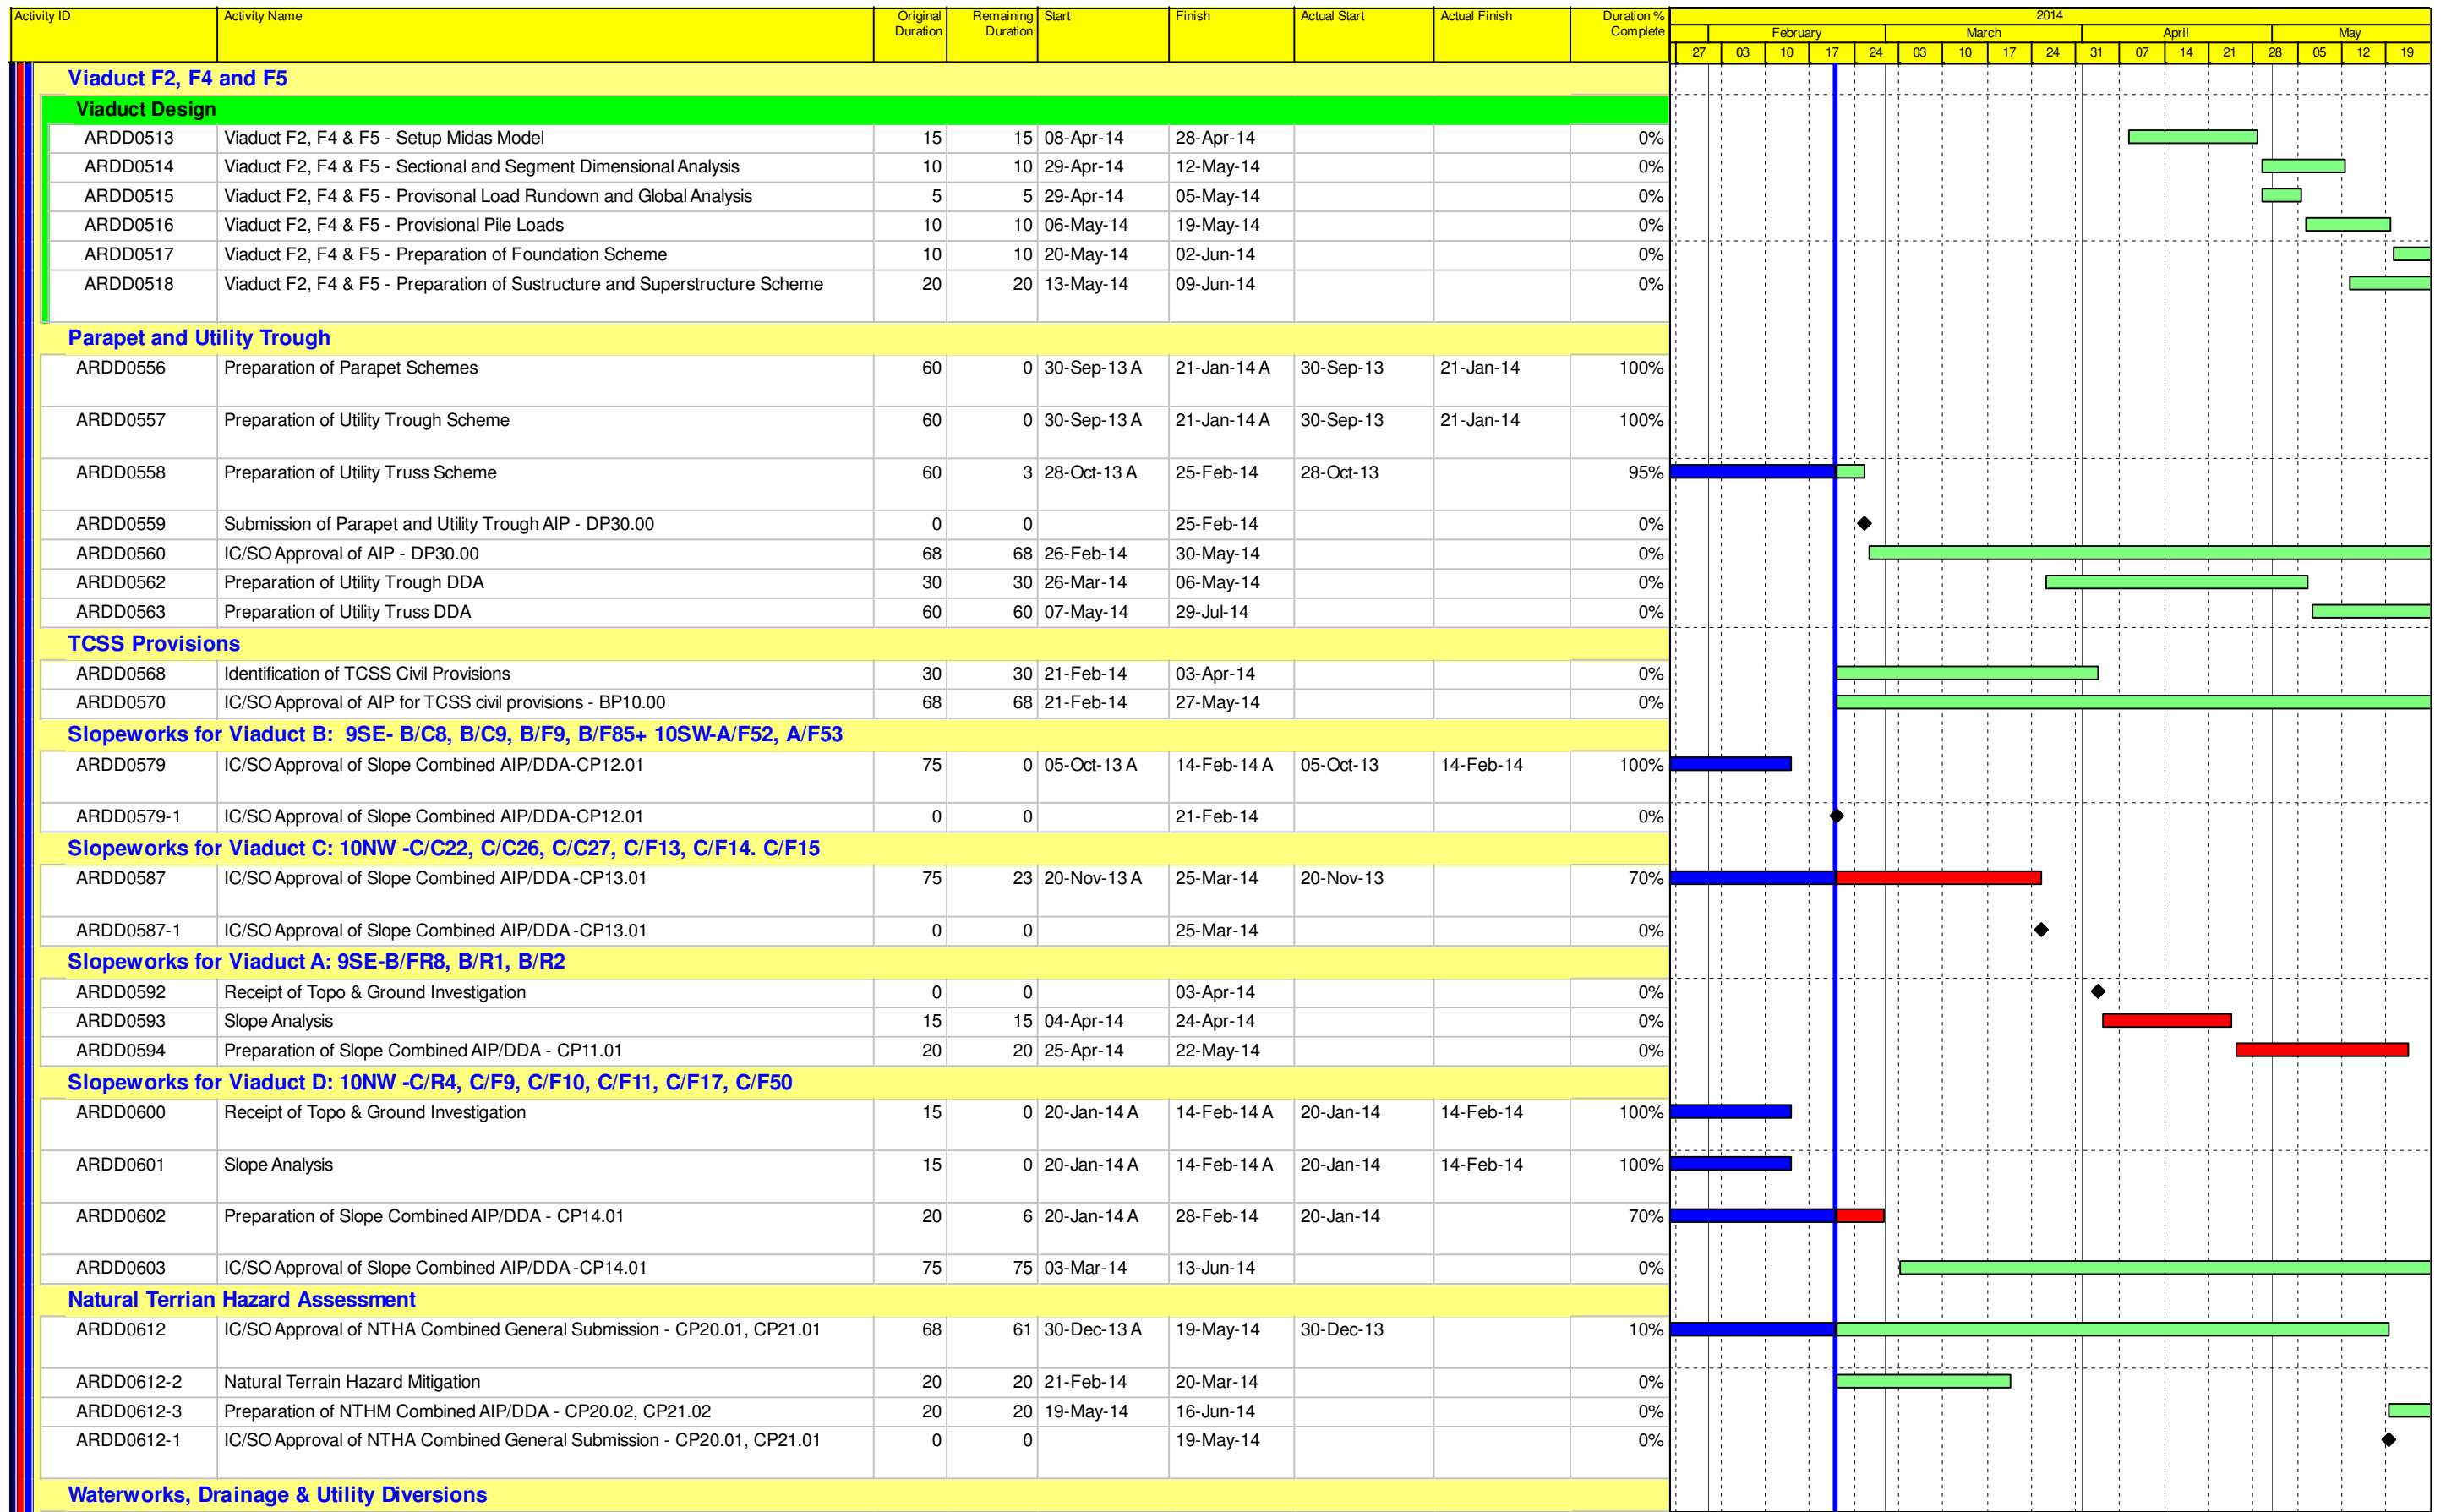 Activity ID Activity Name Original Duration Remaining Duration Start Finish Actual Start Actual Finish Duration % Complete 2014
February March April May
27 03 10 17 24 03 10 17 24 31 07 14 21 28 05 12 19
Viaduct F2, F4 and F5
Viaduct Design
ARDD0513 Viaduct F2, F4 & F5 - Setup Midas Model 15 15 08-Apr-14 28-Apr-14 0%
ARDD0514 Viaduct F2, F4 & F5 - Sectional and Segment Dimensional Analysis 10 10 29-Apr-14 12-May-14 0%
ARDD0515 Viaduct F2, F4 & F5 - Provisonal Load Rundown and Global Analysis 5 5 29-Apr-14 05-May-14 0%
ARDD0516 Viaduct F2, F4 & F5 - Provisional Pile Loads 10 10 06-May-14 19-May-14 0%
ARDD0517 Viaduct F2, F4 & F5 - Preparation of Foundation Scheme 10 10 20-May-14 02-Jun-14 0%
ARDD0518 Viaduct F2, F4 & F5 - Preparation of Sustructure and Superstructure Scheme 20 20 13-May-14 09-Jun-14 0%
Parapet and Utility Trough
ARDD0556 Preparation of Parapet Schemes 60 0 30-Sep-13 A 21-Jan-14 A 30-Sep-13 21-Jan-14 100%
ARDD0557 Preparation of Utility Trough Scheme 60 0 30-Sep-13 A 21-Jan-14 A 30-Sep-13 21-Jan-14 100%
ARDD0558 Preparation of Utility Truss Scheme 60 3 28-Oct-13 A 25-Feb-14 28-Oct-13 95%
ARDD0559 Submission of Parapet and Utility Trough AIP - DP30.00 0 0 25-Feb-14 0%
ARDD0560 IC/SO Approval of AIP - DP30.00 68 68 26-Feb-14 30-May-14 0%
ARDD0562 Preparation of Utility Trough DDA 30 30 26-Mar-14 06-May-14 0%
ARDD0563 Preparation of Utility Truss DDA 60 60 07-May-14 29-Jul-14 0%
TCSS Provisions
ARDD0568 Identification of TCSS Civil Provisions 30 30 21-Feb-14 03-Apr-14 0%
ARDD0570 IC/SO Approval of AIP for TCSS civil provisions - BP10.00 68 68 21-Feb-14 27-May-14 0%
Slopeworks for Viaduct B: 9SE- B/C8, B/C9, B/F9, B/F85+ 10SW-A/F52, A/F53
ARDD0579 IC/SO Approval of Slope Combined AIP/DDA-CP12.01 75 0 05-Oct-13 A 14-Feb-14 A 05-Oct-13 14-Feb-14 100%
ARDD0579-1 IC/SO Approval of Slope Combined AIP/DDA-CP12.01 0 0 21-Feb-14 0%
Slopeworks for Viaduct C: 10NW -C/C22, C/C26, C/C27, C/F13, C/F14. C/F15
ARDD0587 IC/SO Approval of Slope Combined AIP/DDA -CP13.01 75 23 20-Nov-13 A 25-Mar-14 20-Nov-13 70%
ARDD0587-1 IC/SO Approval of Slope Combined AIP/DDA -CP13.01 0 0 25-Mar-14 0%
Slopeworks for Viaduct A: 9SE-B/FR8, B/R1, B/R2
ARDD0592 Receipt of Topo & Ground Investigation 0 0 03-Apr-14 0%
ARDD0593 Slope Analysis 15 15 04-Apr-14 24-Apr-14 0%
ARDD0594 Preparation of Slope Combined AIP/DDA - CP11.01 20 20 25-Apr-14 22-May-14 0%
Slopeworks for Viaduct D: 10NW -C/R4, C/F9, C/F10, C/F11, C/F17, C/F50
ARDD0600 Receipt of Topo & Ground Investigation 15 0 20-Jan-14 A 14-Feb-14 A 20-Jan-14 14-Feb-14 100%
ARDD0601 Slope Analysis 15 0 20-Jan-14 A 14-Feb-14 A 20-Jan-14 14-Feb-14 100%
ARDD0602 Preparation of Slope Combined AIP/DDA - CP14.01 20 6 20-Jan-14 A 28-Feb-14 20-Jan-14 70%
ARDD0603 IC/SO Approval of Slope Combined AIP/DDA -CP14.01 75 75 03-Mar-14 13-Jun-14 0%
Natural Terrian Hazard Assessment
ARDD0612 IC/SO Approval of NTHA Combined General Submission - CP20.01, CP21.01 68 61 30-Dec-13 A 19-May-14 30-Dec-13 10%
ARDD0612-2 Natural Terrain Hazard Mitigation 20 20 21-Feb-14 20-Mar-14 0%
ARDD0612-3 Preparation of NTHM Combined AIP/DDA - CP20.02, CP21.02 20 20 19-May-14 16-Jun-14 0%
ARDD0612-1 IC/SO Approval of NTHA Combined General Submission - CP20.01, CP21.01 0 0 19-May-14 0%
Waterworks, Drainage & Utility Diversions